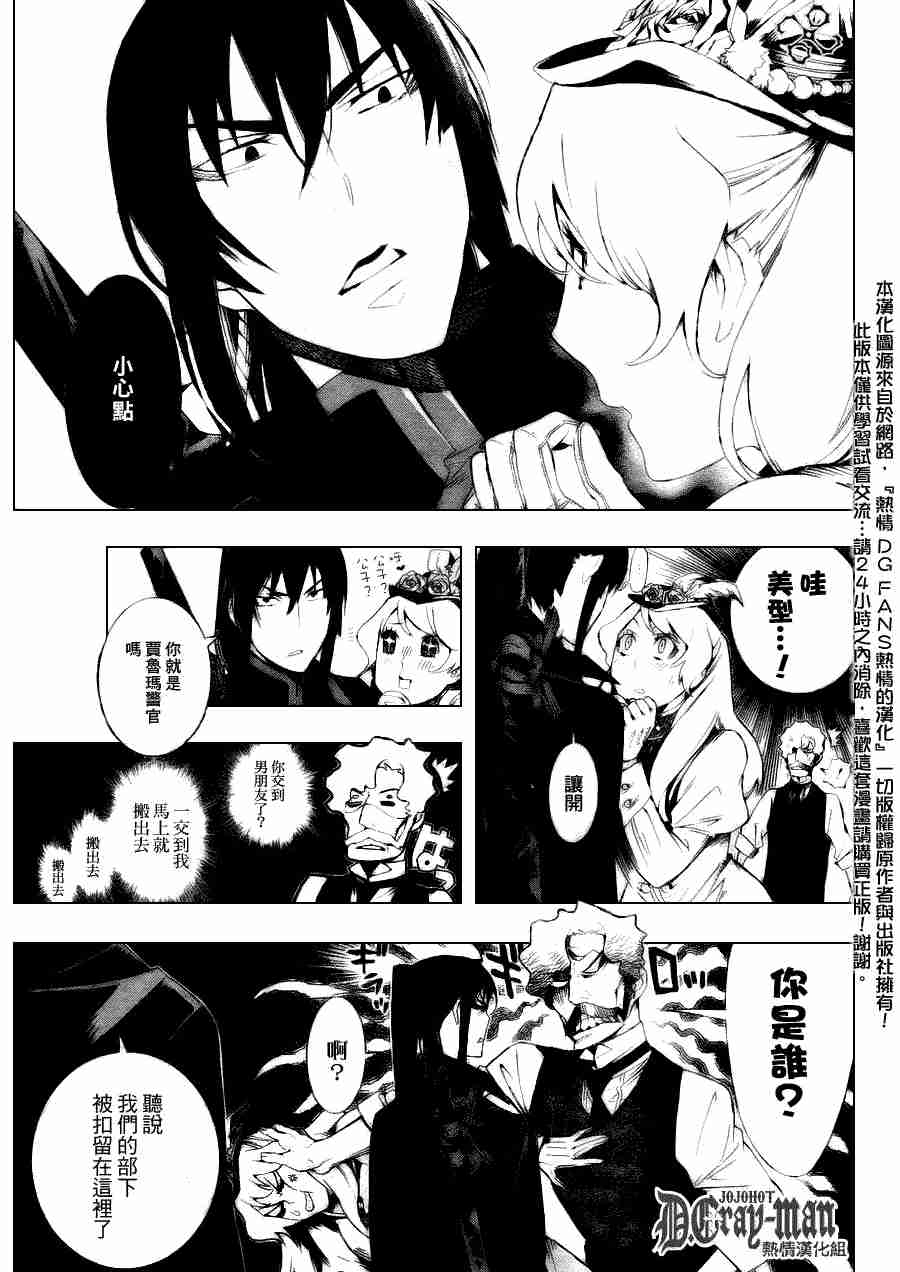 小心點
哇
美型…!
讓開
呀
公子?
公子?
你就是
賈魯瑪警官
嗎
你交到
男朋友了?
一交到我
馬上就
搬出去
搬出去
搬出去
你是誰?
啊?
聽說
我們的部下
被扣留在這裡了
本漢化圖源來自於網路．『熱情 DG FANS熱情的漢化』一切版權歸原作者與出版社擁有!
此版本僅供學習試看交流…請24小時之內消除．喜歡這套漫畫請購買正版!謝謝。
JOJOHOT
D.Gray-man
熱情漢化組